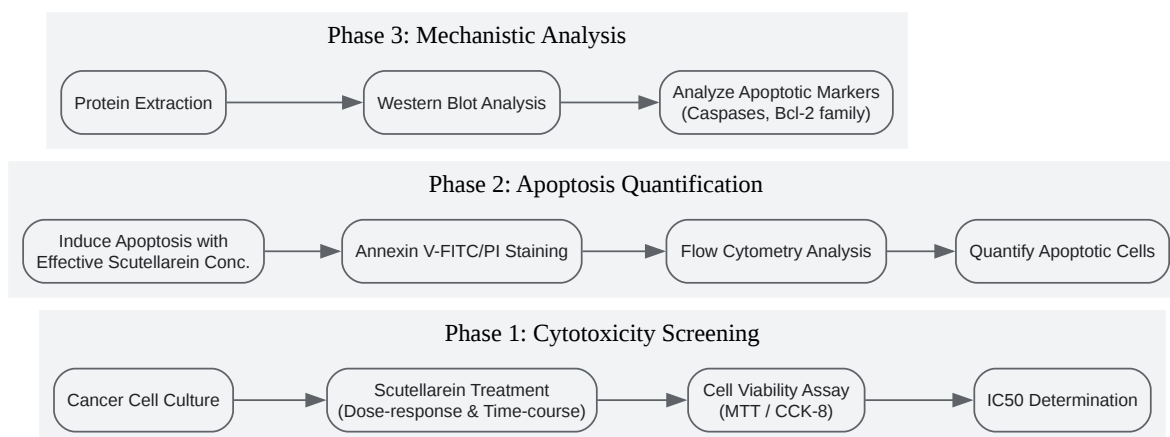 Phase 3: Mechanistic Analysis
Protein Extraction
Western Blot Analysis
Analyze Apoptotic Markers
(Caspases, Bcl-2 family)
Phase 2: Apoptosis Quantification
Induce Apoptosis with
Effective Scutellarein Conc.
Annexin V-FITC/PI Staining
Flow Cytometry Analysis
Quantify Apoptotic Cells
Phase 1: Cytotoxicity Screening
Cancer Cell Culture
Scutellarein Treatment
(Dose-response & Time-course)
Cell Viability Assay
(MTT / CCK-8)
IC50 Determination